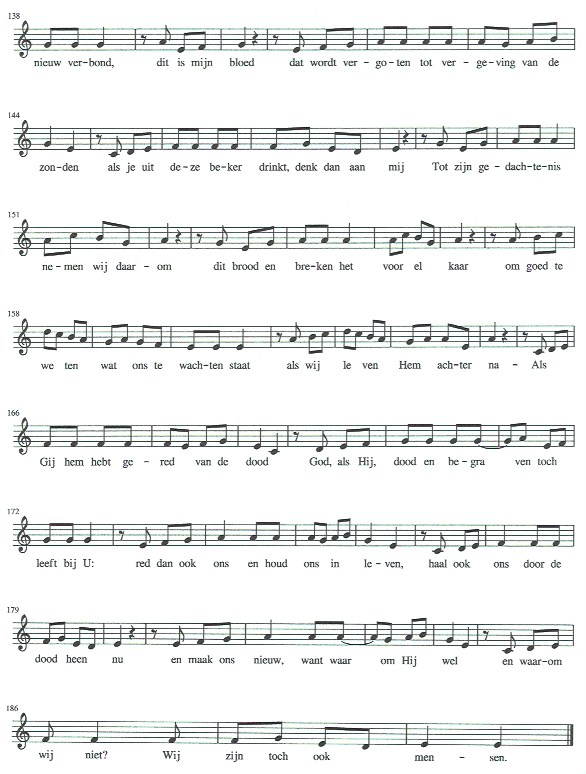 138
nieuw ver-bond, dit is mijn bloed dat wordt ver-go-ten tot ver-ge-ving van de
144
zon-den als je uit de-ze be-ker drinkt, denk dan aan mij Tot zijn ge-dach-te-nis
151
ne-men wij daar-om dit brood en bre-ken het voor el kaar om goed te
158
we ten wat ons te wach-ten staat als wij le ven Hem ach-ter na-Als
166
Gij hem hebt ge-red van de dood God, als Hij, dood en be-gra ven toch
172
leeft bij U: red dan ook ons en houd ons in le-ven, haal ook ons door de
179
dood heen nu en maak ons nieuw, want waar om Hij wel en waar-om
186
wij niet? Wij zijn toch ook men-sen.